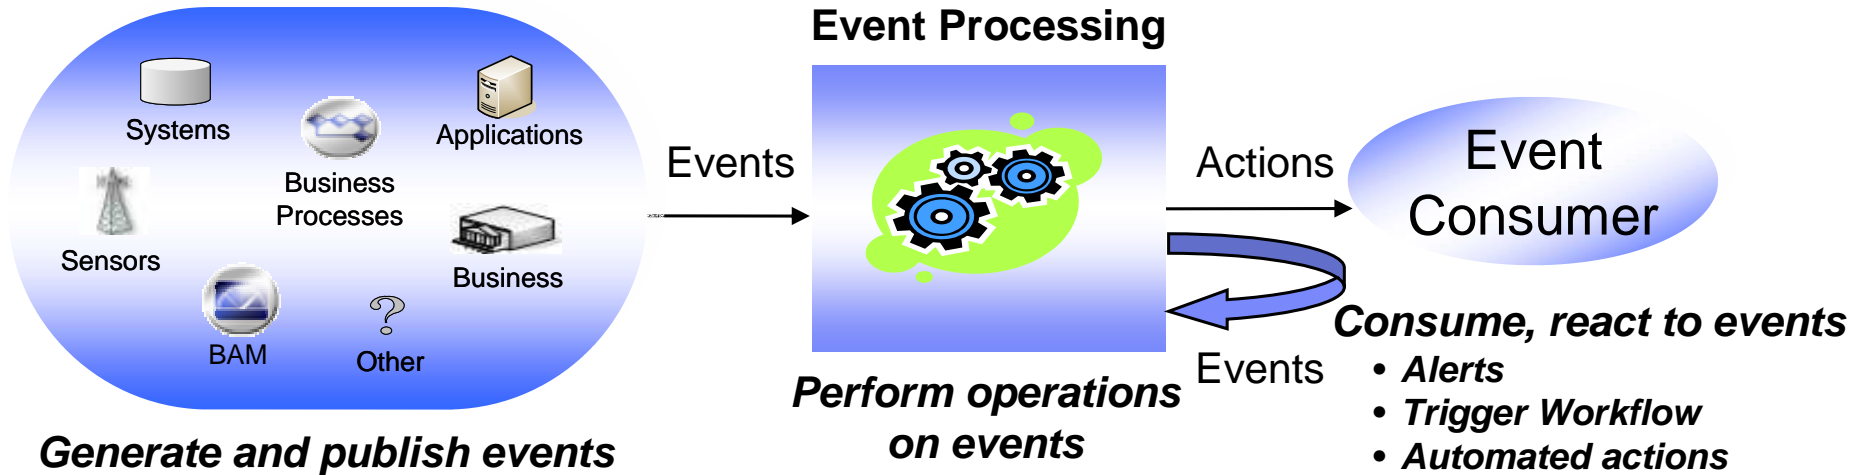 Systems
Applications
Business
Processes
Sensors
Business
BAM
?
Other
Generate and publish events
Events
Event Processing
Perform operations
on events
Actions
Events
Event
Consumer
Consume, react to events
• Alerts
• Trigger Workflow
• Automated actions